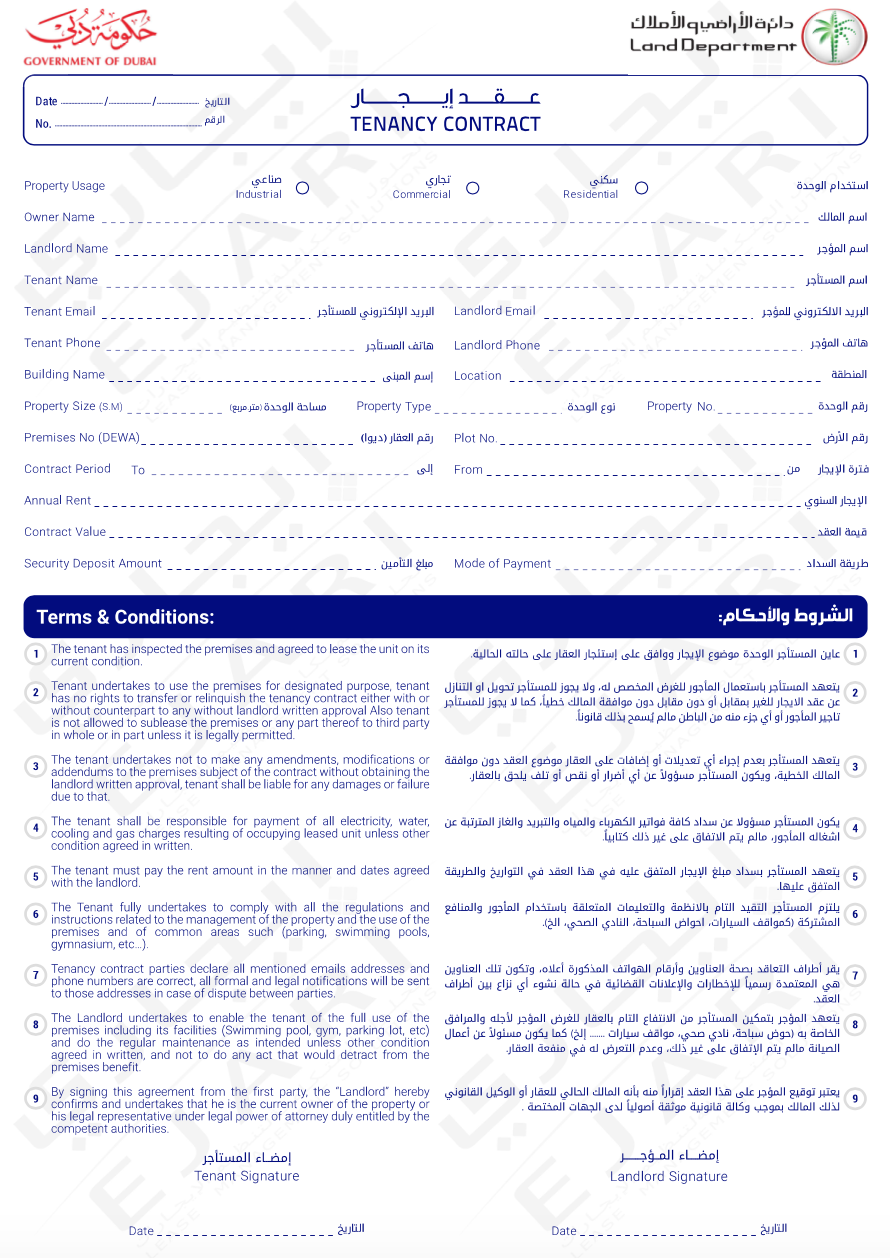 حكومة دبي
GOVERNMENT OF DUBAI
دائرة الأراضي والأملاك
Land Department
Date ............/............/............ التاريخ
No. ........................ الرقم
عـقـد إيـجـار
TENANCY CONTRACT
Property Usage صناعي Industrial تجاري Commercial سكني Residential استخدام الوحدة
Owner Name اسم المالك
Landlord Name اسم المؤجر
Tenant Name اسم المستأجر
Tenant Email البريد الإلكتروني للمستأجر Landlord Email البريد الالكتروني للمؤجر
Tenant Phone هاتف المستأجر Landlord Phone هاتف المؤجر
Building Name إسم المبنى Location المنطقة
Property Size (S.M) مساحة الوحدة (متر مربع) Property Type نوع الوحدة Property No. رقم الوحدة
Premises No (DEWA) رقم العقار (ديوا) Plot No. رقم الأرض
Contract Period To إلى From من فترة الإيجار
Annual Rent الإيجار السنوي
Contract Value قيمة العقد
Security Deposit Amount مبلغ التأمين Mode of Payment طريقة السداد
Terms & Conditions: الشروط والأحكام:
1 The tenant has inspected the premises and agreed to lease the unit on its
current condition.
عاين المستأجر الوحدة موضوع الإيجار ووافق على إستئجار العقار على حالته الحالية. 1
2 Tenant undertakes to use the premises for designated purpose, tenant
has no rights to transfer or relinquish the tenancy contract either with or
without counterpart to any without landlord written approval Also tenant
is not allowed to sublease the premises or any part thereof to third party
in whole or in part unless it is legally permitted.
يتعهد المستأجر باستعمال المأجور للغرض المخصص له، ولا يجوز للمستأجر تحويل او التنازل 2
عن عقد الايجار للغير بمقابل أو دون مقابل دون موافقة المالك خطياً، كما لا يجوز للمستأجر
تاجير المأجور أو أي جزء منه من الباطن مالم يُسمح بذلك قانوناً.
3 The tenant undertakes not to make any amendments, modifications or
addendums to the premises subject of the contract without obtaining the
landlord written approval, tenant shall be liable for any damages or failure
due to that.
يتعهد المستأجر بعدم إجراء أي تعديلات أو إضافات على العقار موضوع العقد دون موافقة 3
المالك الخطية، ويكون المستأجر مسؤولاً عن أي أضرار أو نقص أو تلف يلحق بالعقار.
4 The tenant shall be responsible for payment of all electricity, water,
cooling and gas charges resulting of occupying leased unit unless other
condition agreed in written.
يكون المستأجر مسؤولا عن سداد كافة فواتير الكهرباء والمياه والتبريد والغاز المترتبة عن 4
اشغاله المأجور، مالم يتم الاتفاق على غير ذلك كتابياً.
5 The tenant must pay the rent amount in the manner and dates agreed
with the landlord.
يتعهد المستأجر بسداد مبلغ الإيجار المتفق عليه في هذا العقد في التواريخ والطريقة 5
المتفق عليها.
6 The Tenant fully undertakes to comply with all the regulations and
instructions related to the management of the property and the use of the
premises and of common areas such (parking, swimming pools,
gymnasium, etc...).
يلتزم المستأجر التقيد التام بالانظمة والتعليمات المتعلقة باستخدام المأجور والمنافع 6
المشتركة (كمواقف السيارات، احواض السباحة، النادي الصحي، الخ).
7 Tenancy contract parties declare all mentioned emails addresses and
phone numbers are correct, all formal and legal notifications will be sent
to those addresses in case of dispute between parties.
يقر أطراف التعاقد بصحة العناوين وأرقام الهواتف المذكورة أعلاه، وتكون تلك العناوين 7
هي المعتمدة رسمياً للإخطارات والإعلانات القضائية في حالة نشوء أي نزاع بين أطراف
العقد.
8 The Landlord undertakes to enable the tenant of the full use of the
premises including its facilities (Swimming pool, gym, parking lot, etc)
and do the regular maintenance as intended unless other condition
agreed in written, and not to do any act that would detract from the
premises benefit.
يتعهد المؤجر بتمكين المستأجر من الانتفاع التام بالعقار للغرض المؤجر لأجله والمرافق 8
الخاصة به (حوض سباحة، نادي صحي، مواقف سيارات ....... إلخ) كما يكون مسئولاً عن أعمال
الصيانة مالم يتم الإتفاق على غير ذلك، وعدم التعرض له في منفعة العقار.
9 By signing this agreement from the first party, the “Landlord” hereby
confirms and undertakes that he is the current owner of the property or
his legal representative under legal power of attorney duly entitled by the
competent authorities.
يعتبر توقيع المؤجر على هذا العقد إقراراً منه بأنه المالك الحالي للعقار أو الوكيل القانوني 9
لذلك المالك بموجب وكالة قانونية موثقة أصولياً لدى الجهات المختصة .
إمضـاء المستأجر
Tenant Signature
إمضـاء المـؤجـر
Landlord Signature
Date التاريخ Date التاريخ
إيجاري
EJARI